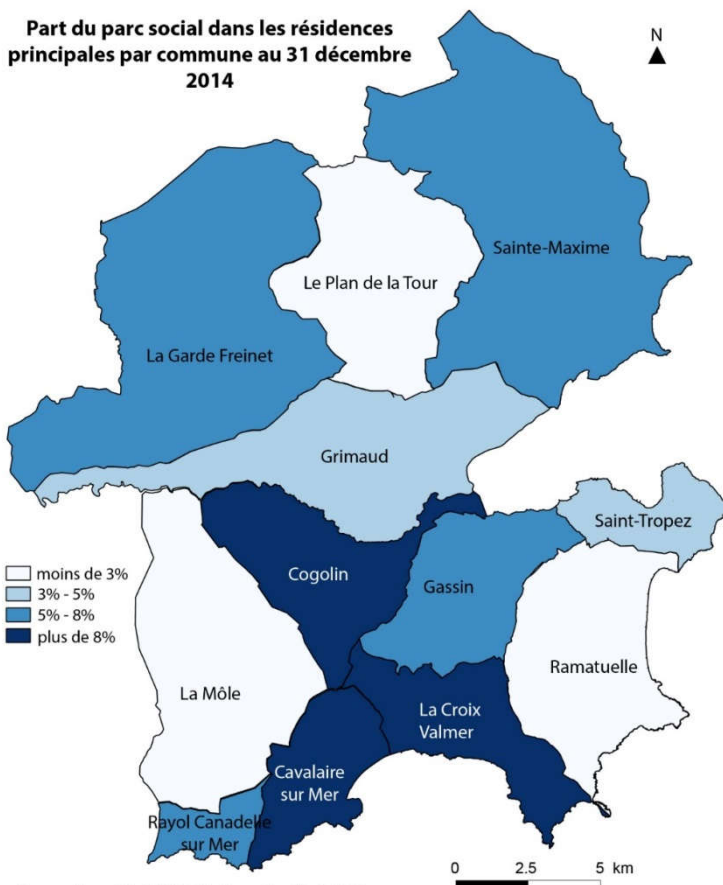 Part du parc social dans les résidences
principales par commune au 31 décembre
2014
N
Sainte-Maxime
Le Plan de la Tour
La Garde Freinet
Grimaud
Saint-Tropez
moins de 3%
3% - 5%
5% - 8%
plus de 8%
Cogolin
Gassin
Ramatuelle
La Môle
La Croix
Valmer
Cavalaire
sur Mer
Rayol Canadelle
sur Mer
0 2.5 5 km